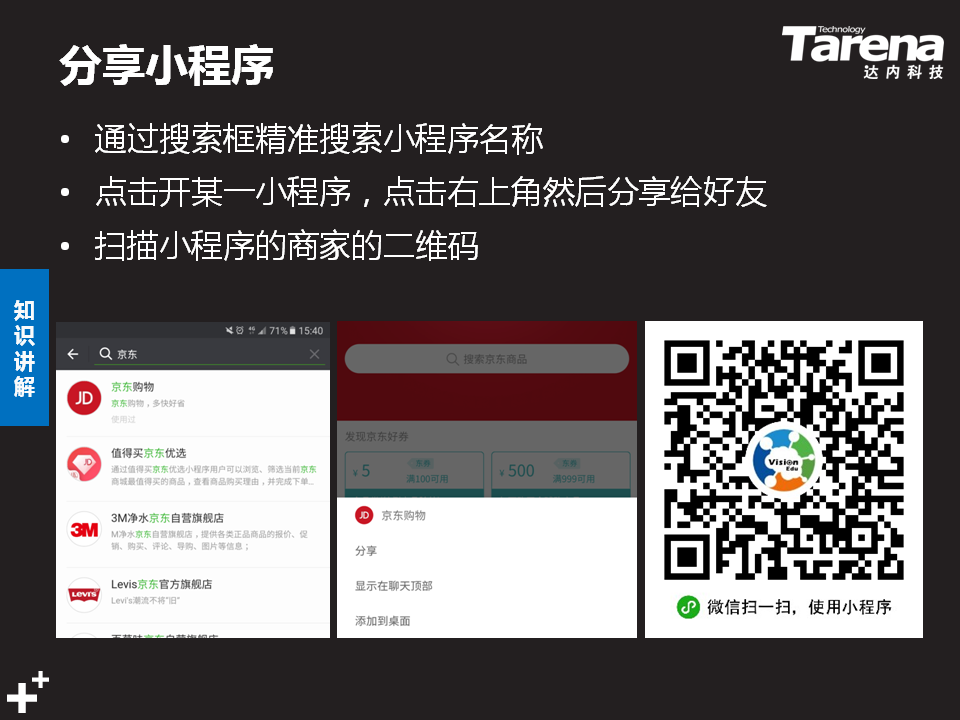 分享小程序
Technology
Tarena
达内科技
• 通过搜索框精准搜索小程序名称
• 点击开某一小程序，点击右上角然后分享给好友
• 扫描小程序的商家的二维码
知识讲解
71% 15:40
京东
JD
京东购物
京东购物，多快好省
使用过
值得买京东优选
通过值得买京东优选小程序用户可以浏览、筛选当前京东
商城最值得买的商品，查看商品购买理由，并完成下单...
3M
3M净水京东自营旗舰店
M净水京东自营旗舰店，提供各类正品商品的报价、促
销、购买、评论、导购、图片等信息；
LEVI'S
Levis京东官方旗舰店
Levi's潮流不将"旧"
搜索京东商品
发现京东好券
¥ 5
东券
满100可用
¥ 500
东券
满999可用
JD
京东购物
分享
显示在聊天顶部
添加到桌面
Vision
Edu
微信扫一扫，使用小程序